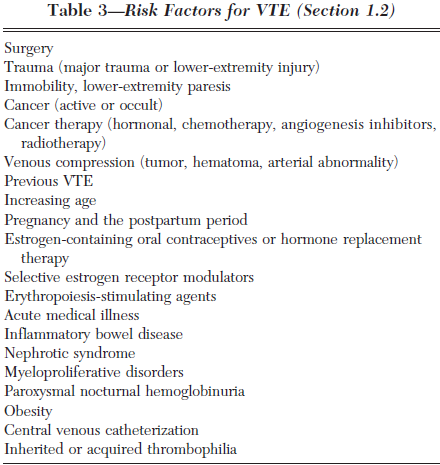 Table 3—Risk Factors for VTE (Section 1.2)
Surgery
Trauma (major trauma or lower-extremity injury)
Immobility, lower-extremity paresis
Cancer (active or occult)
Cancer therapy (hormonal, chemotherapy, angiogenesis inhibitors,
radiotherapy)
Venous compression (tumor, hematoma, arterial abnormality)
Previous VTE
Increasing age
Pregnancy and the postpartum period
Estrogen-containing oral contraceptives or hormone replacement
therapy
Selective estrogen receptor modulators
Erythropoiesis-stimulating agents
Acute medical illness
Inflammatory bowel disease
Nephrotic syndrome
Myeloproliferative disorders
Paroxysmal nocturnal hemoglobinuria
Obesity
Central venous catheterization
Inherited or acquired thrombophilia